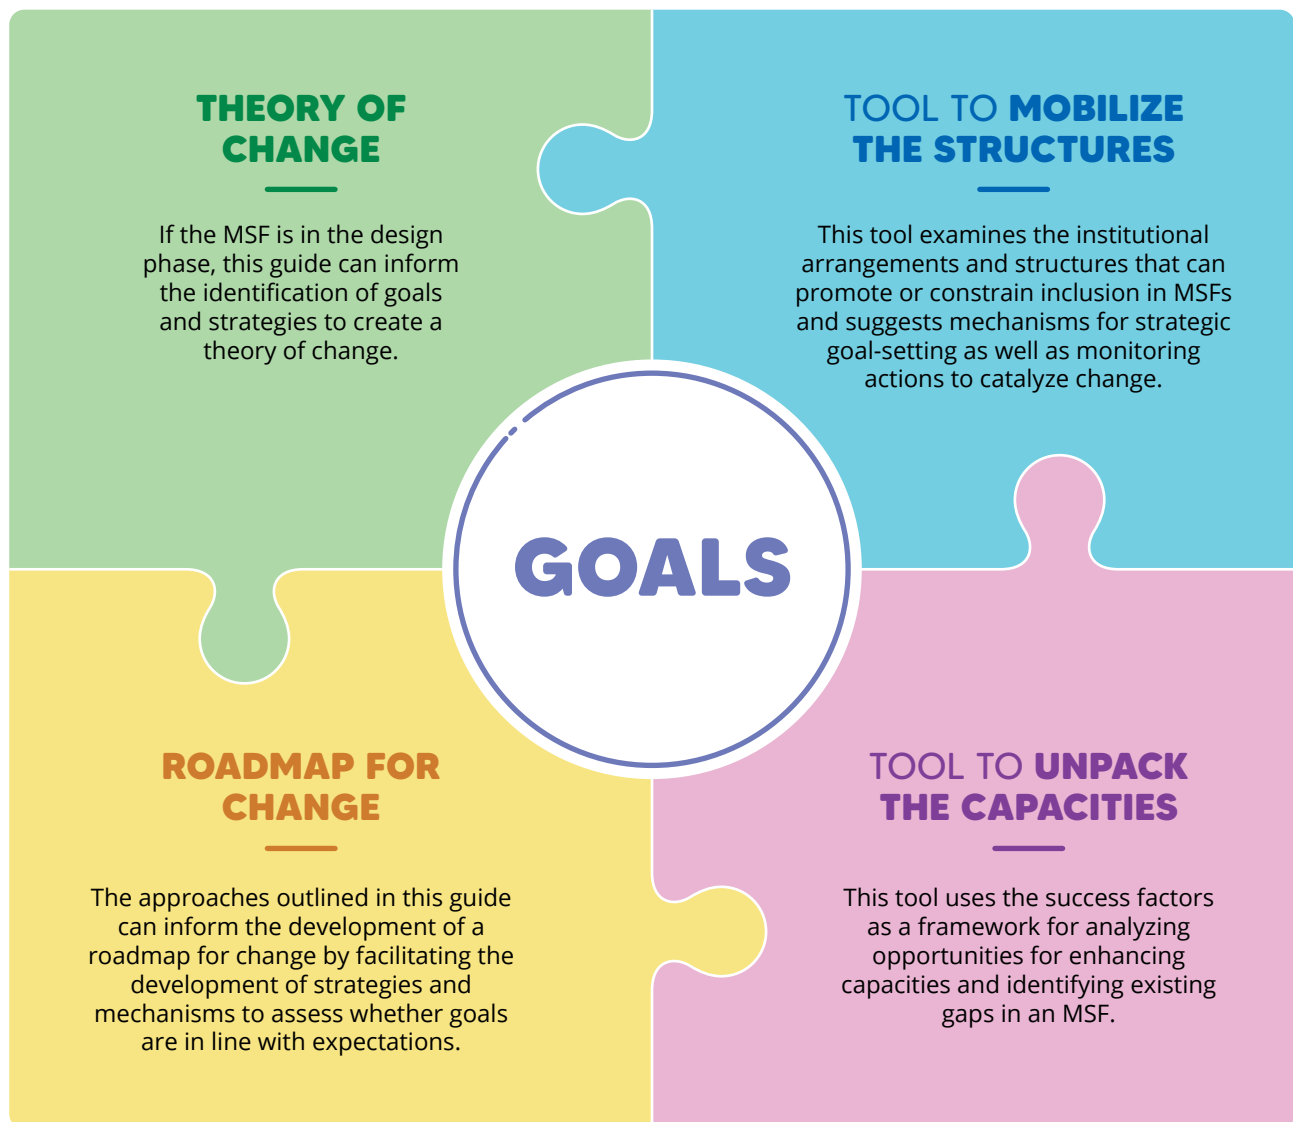 THEORY OF
CHANGE
If the MSF is in the design
phase, this guide can inform
the identification of goals
and strategies to create a
theory of change.
TOOL TO MOBILIZE
THE STRUCTURES
This tool examines the institutional
arrangements and structures that can
promote or constrain inclusion in MSFs
and suggests mechanisms for strategic
goal-setting as well as monitoring
actions to catalyze change.
GOALS
ROADMAP FOR
CHANGE
The approaches outlined in this guide
can inform the development of a
roadmap for change by facilitating the
development of strategies and
mechanisms to assess whether goals
are in line with expectations.
TOOL TO UNPACK
THE CAPACITIES
This tool uses the success factors
as a framework for analyzing
opportunities for enhancing
capacities and identifying existing
gaps in an MSF.